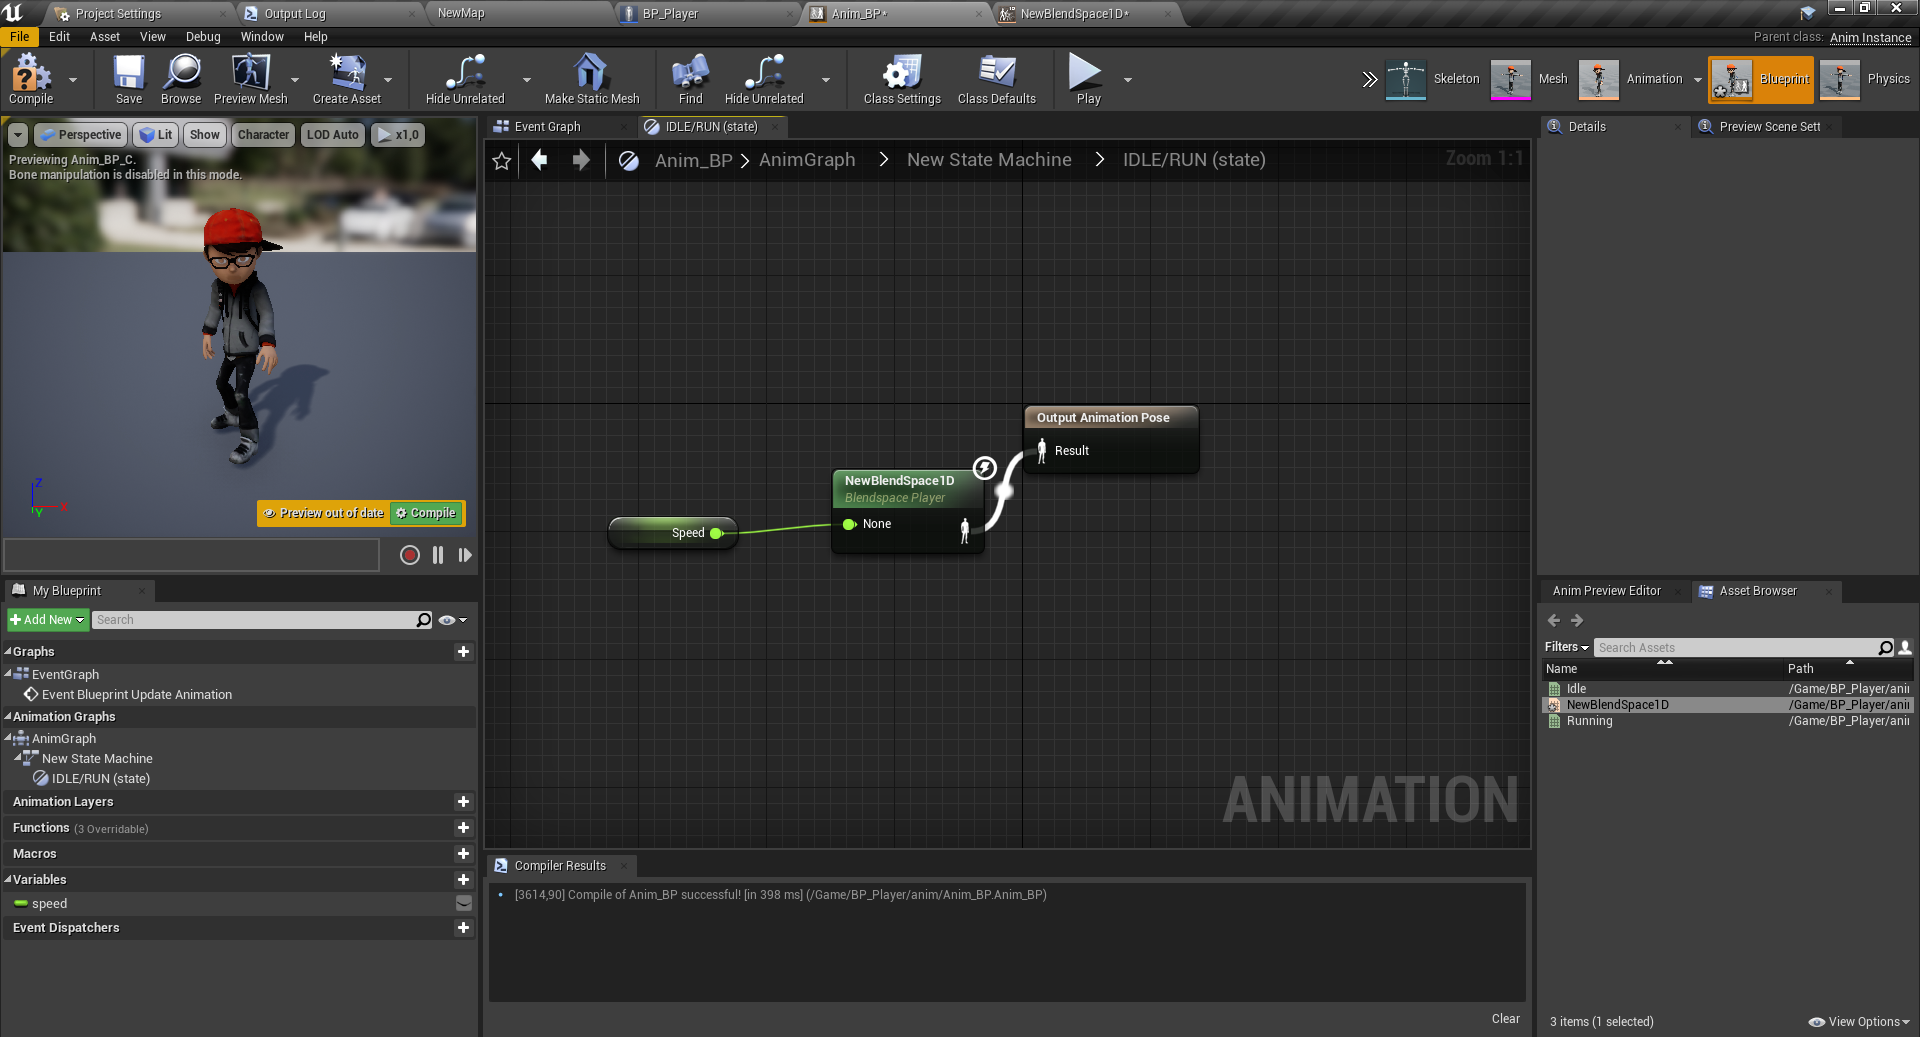 Project Settings
Output Log
NewMap
BP_Player
Anim_BP*
NewBlendSpace1D*
File Edit Asset View Debug Window Help
Parent class: Anim Instance
Compile
Save
Browse
Preview Mesh
Create Asset
Hide Unrelated
Make Static Mesh
Find
Hide Unrelated
Class Settings
Class Defaults
Play
Skeleton
Mesh
Animation
Blueprint
Physics
Perspective
Lit
Show
Character
LOD Auto
x1,0
Previewing Anim_BP_C.
Bone manipulation is disabled in this mode.
Z
X
Y
Preview out of date
Compile
Event Graph
IDLE/RUN (state)
Anim_BP > AnimGraph > New State Machine > IDLE/RUN (state)
Zoom 1:1
Output Animation Pose
Result
NewBlendSpace1D
Blendspace Player
None
Speed
ANIMATION
Details
Preview Scene Sett
My Blueprint
Add New
Search
Graphs
EventGraph
Event Blueprint Update Animation
Animation Graphs
AnimGraph
New State Machine
IDLE/RUN (state)
Animation Layers
Functions (3 Overridable)
Macros
Variables
speed
Event Dispatchers
Compiler Results
[3614,90] Compile of Anim_BP successful! [in 398 ms] (/Game/BP_Player/anim/Anim_BP.Anim_BP)
Clear
Anim Preview Editor
Asset Browser
Filters
Search Assets
Name Path
Idle /Game/BP_Player/ani
NewBlendSpace1D /Game/BP_Player/ani
Running /Game/BP_Player/ani
3 items (1 selected)
View Options